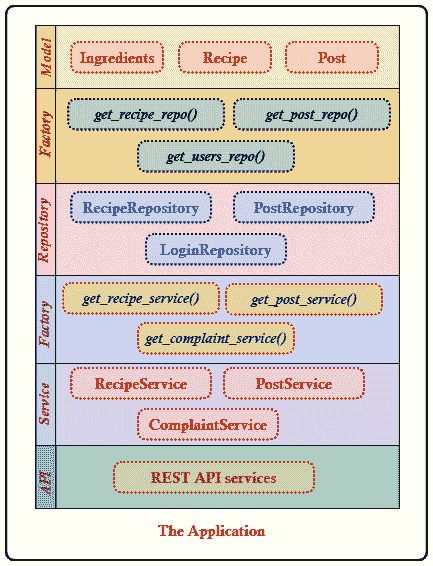 Model
Ingredients Recipe Post
Factory
get_recipe_repo() get_post_repo()
get_users_repo()
Repository
RecipeRepository PostRepository
LoginRepository
Factory
get_recipe_service() get_post_service()
get_complaint_service()
Service
RecipeService PostService
ComplaintService
API
REST API services
The Application